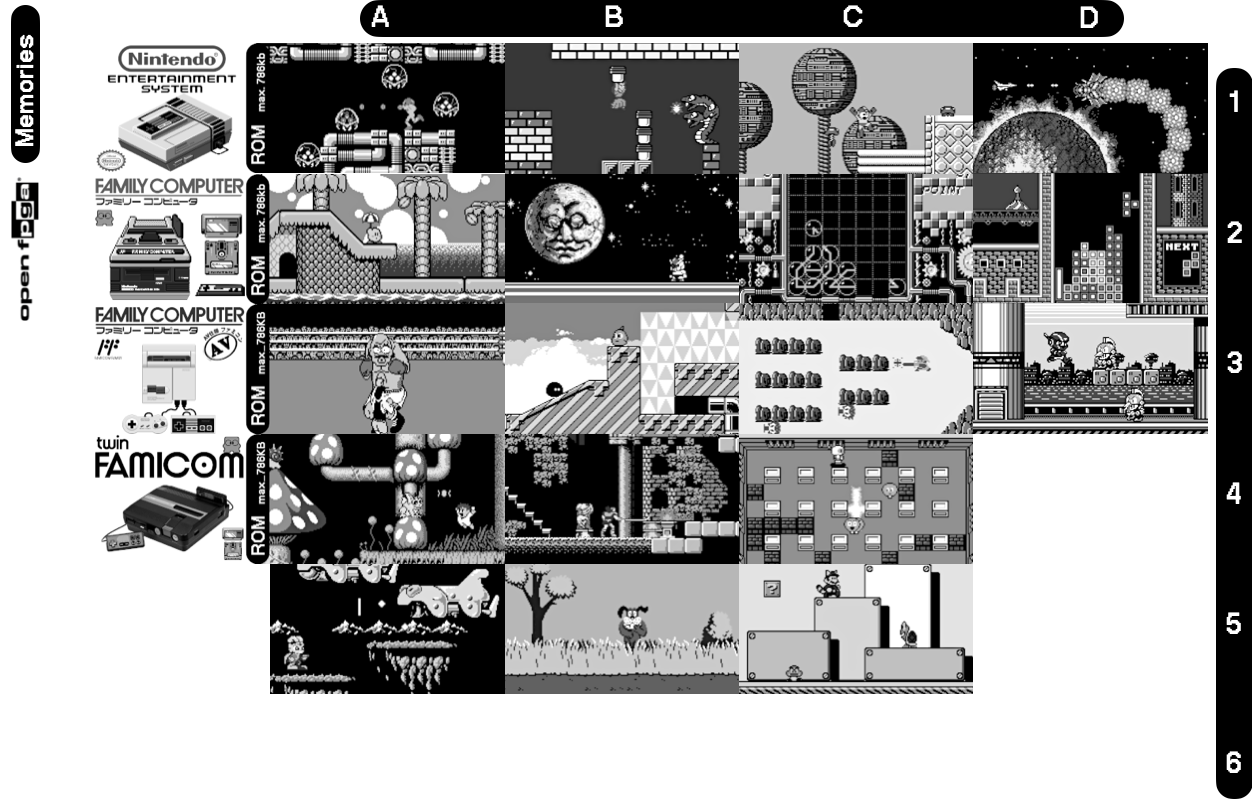 A B C D
Memories
openfpga
Nintendo®
ENTERTAINMENT
SYSTEM
ROM max. 786kb
1
FAMILY COMPUTER
ファミリー コンピュータ
ROM max. 786kb
POINT
NEXT
2
FAMILY COMPUTER
ファミリー コンピュータ
AV
ROM max. 786KB
3
twin
FAMICOM
ROM max. 786KB
4
?
5
6